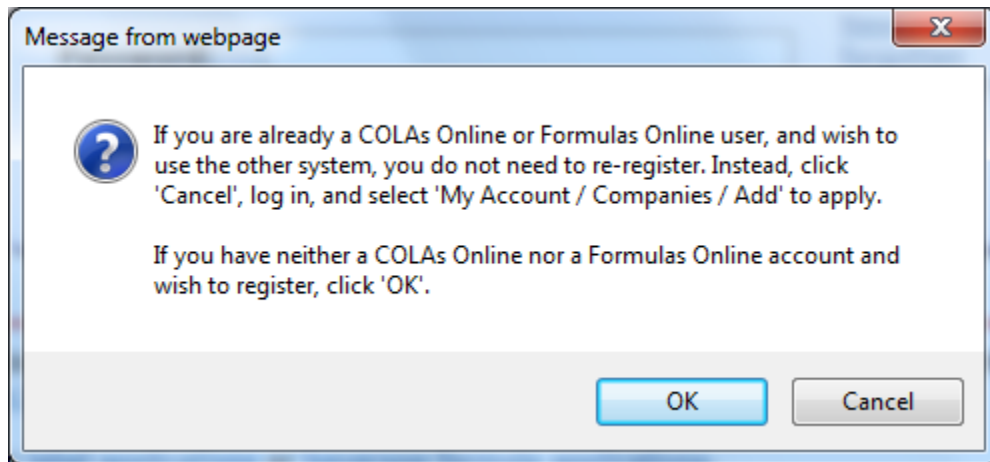 Message from webpage
If you are already a COLAs Online or Formulas Online user, and wish to
use the other system, you do not need to re-register. Instead, click
'Cancel', log in, and select 'My Account / Companies / Add' to apply.
If you have neither a COLAs Online nor a Formulas Online account and
wish to register, click 'OK'.
OK
Cancel